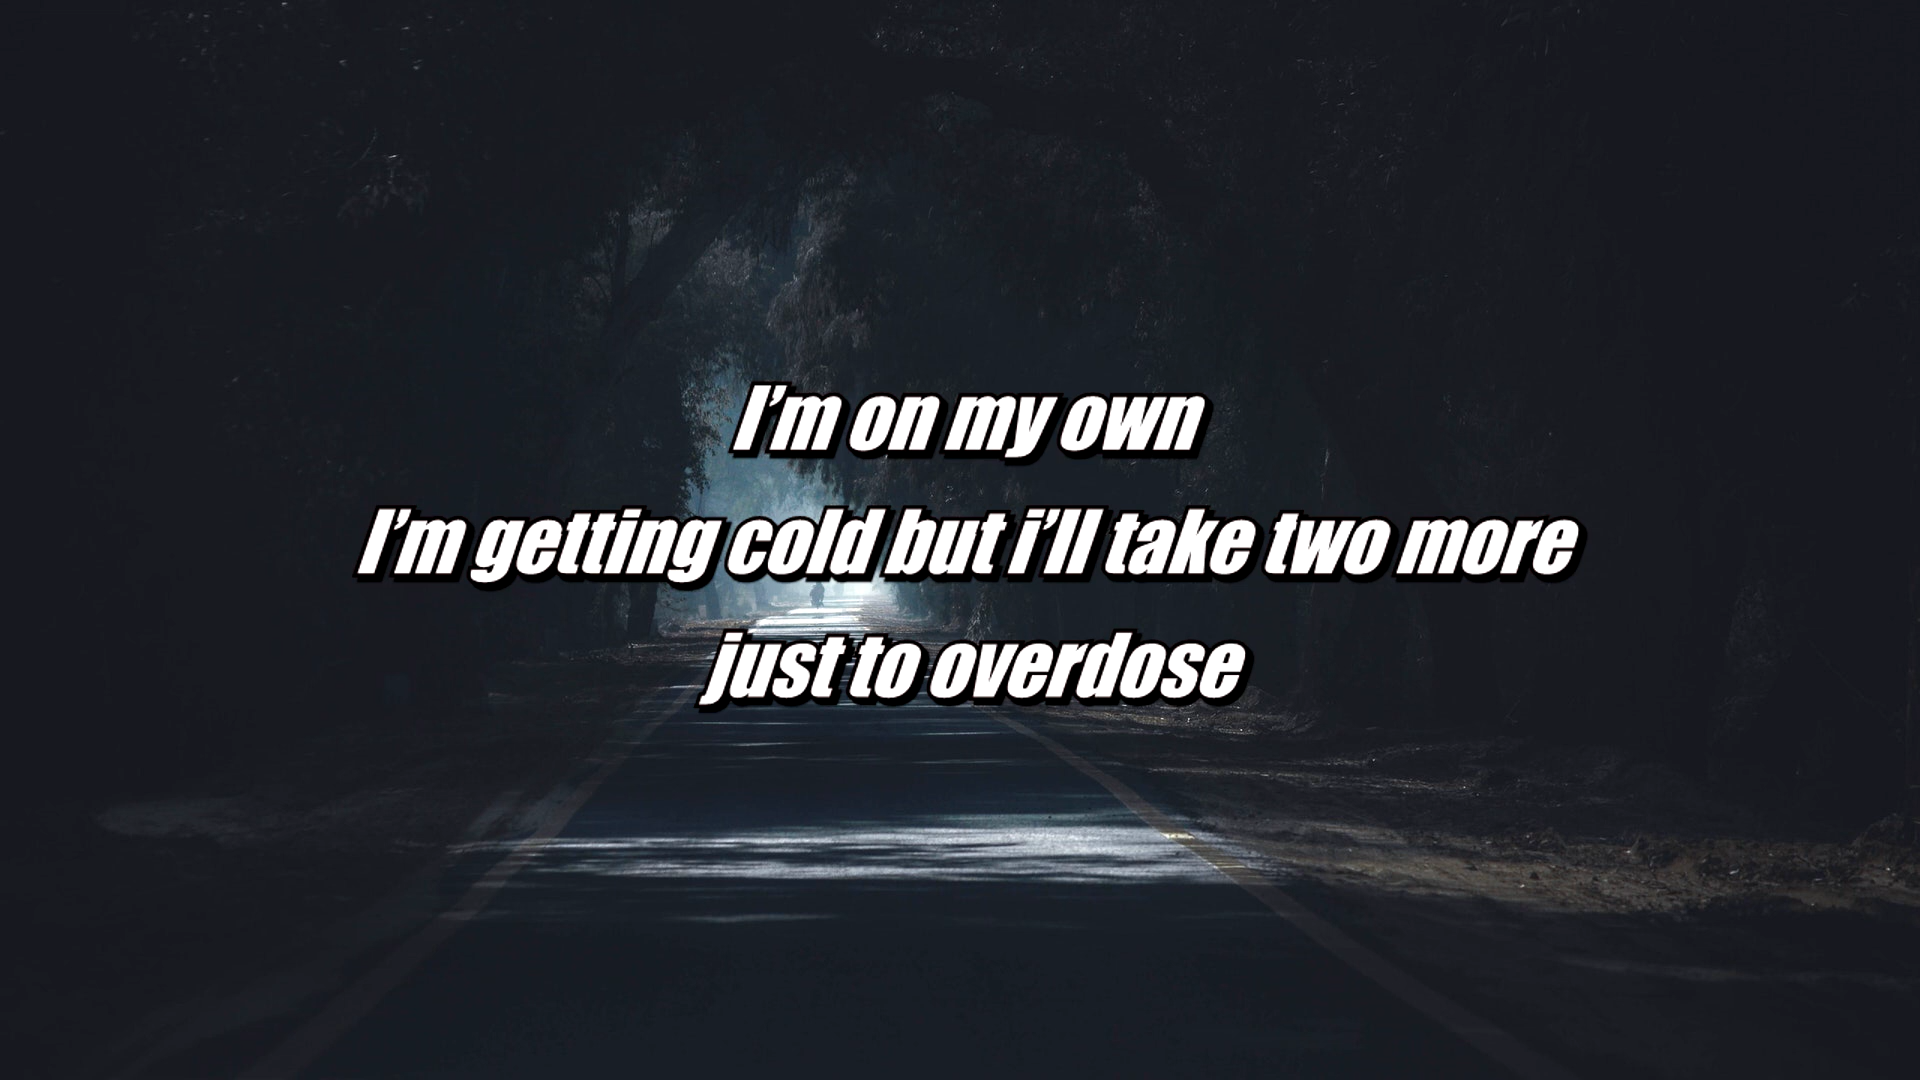 I’m on my own
I’m getting cold but i’ll take two more
just to overdose